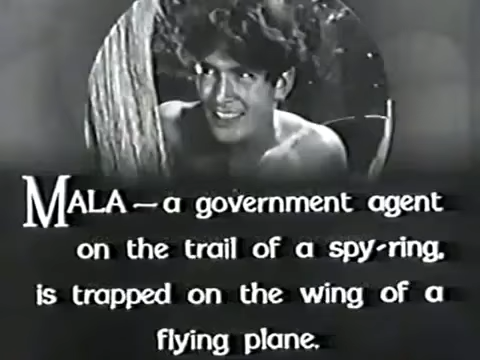 MALA — a government agent
on the trail of a spy-ring,
is trapped on the wing of a
flying plane.